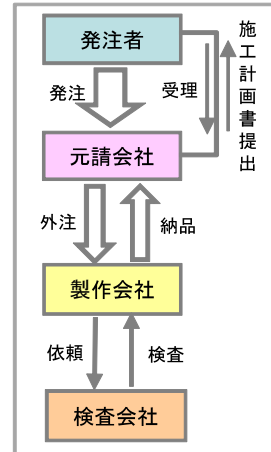 発注者
発注
受理
施工計画書提出
元請会社
外注
納品
製作会社
依頼
検査
検査会社